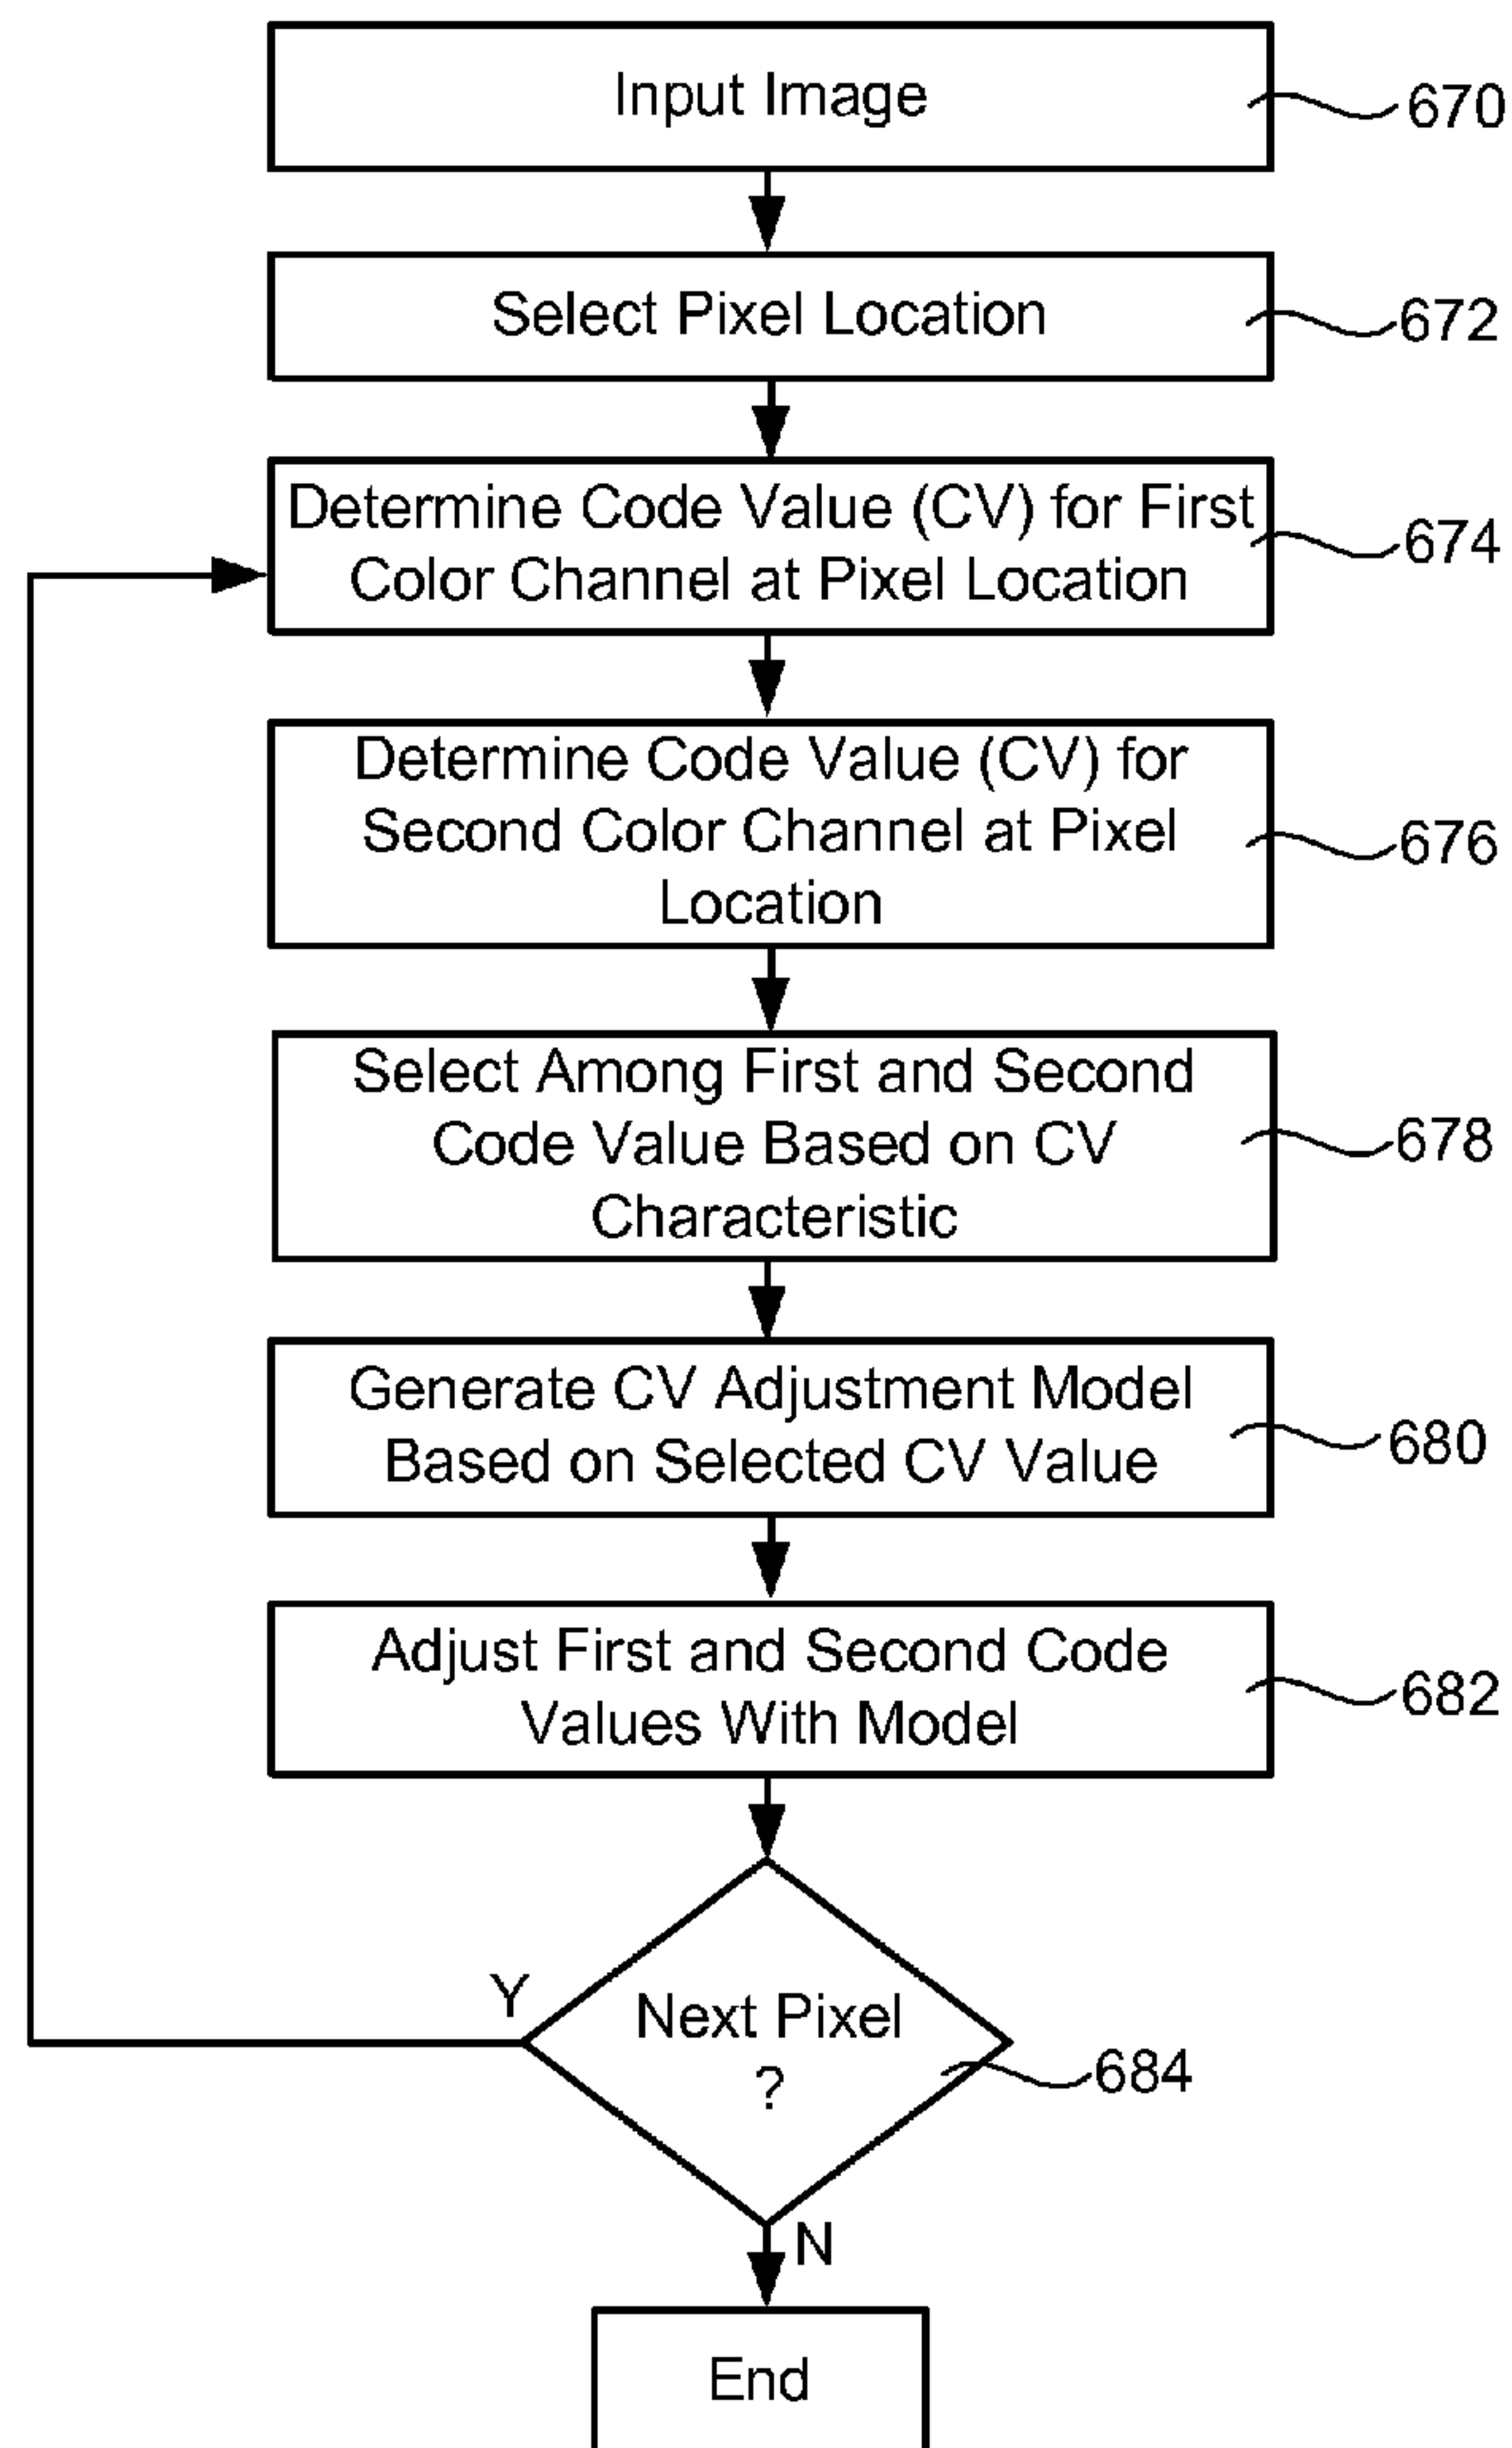 Input Image
670
Select Pixel Location
672
Determine Code Value (CV) for First
Color Channel at Pixel Location
674
Determine Code Value (CV) for
Second Color Channel at Pixel
Location
676
Select Among First and Second
Code Value Based on CV
Characteristic
678
Generate CV Adjustment Model
Based on Selected CV Value
680
Adjust First and Second Code
Values With Model
682
Y
Next Pixel
?
684
N
End